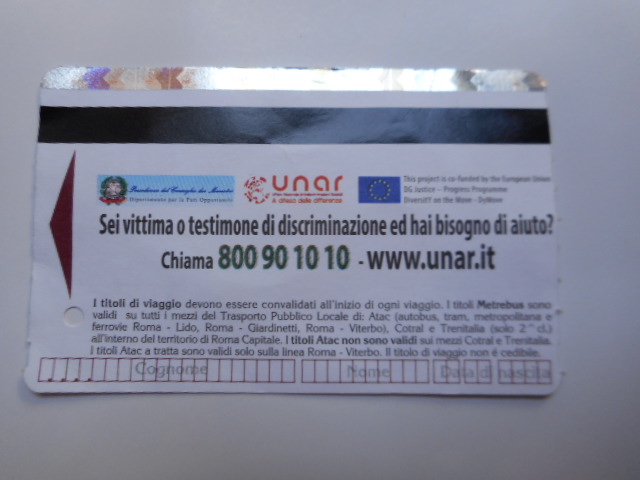 Presidenza del Consiglio dei Ministri
Dipartimento per le Pari Opportunità
unar
A difesa delle differenze
This project is co-funded by the European Union
DG Justice - Progress Programme
DiversitY on the Wave - DyWave
Sei vittima o testimone di discriminazione ed hai bisogno di aiuto?
Chiama 800 90 10 10 - www.unar.it
I titoli di viaggio devono essere convalidati all'inizio di ogni viaggio. I titoli Metrebus sono
validi su tutti i mezzi del Trasporto Pubblico Locale di: Atac (autobus, tram, metropolitana e
ferrovie Roma - Lido, Roma - Giardinetti, Roma - Viterbo), Cotral e Trenitalia (solo 2^ cl.)
all'interno del territorio di Roma Capitale. I titoli Atac non sono validi sui mezzi Cotral e Trenitalia.
I titoli Atac a tratta sono validi solo sulla linea Roma - Viterbo. Il titolo di viaggio non è cedibile.
Cognome Nome Data di nascita